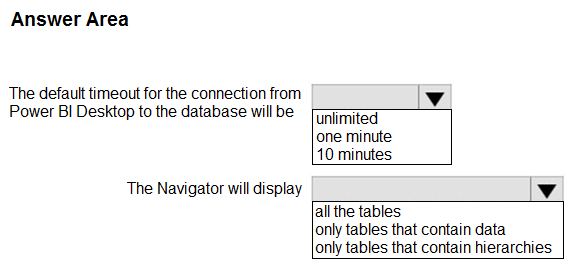 Answer Area
The default timeout for the connection from
Power BI Desktop to the database will be
unlimited
one minute
10 minutes
The Navigator will display
all the tables
only tables that contain data
only tables that contain hierarchies